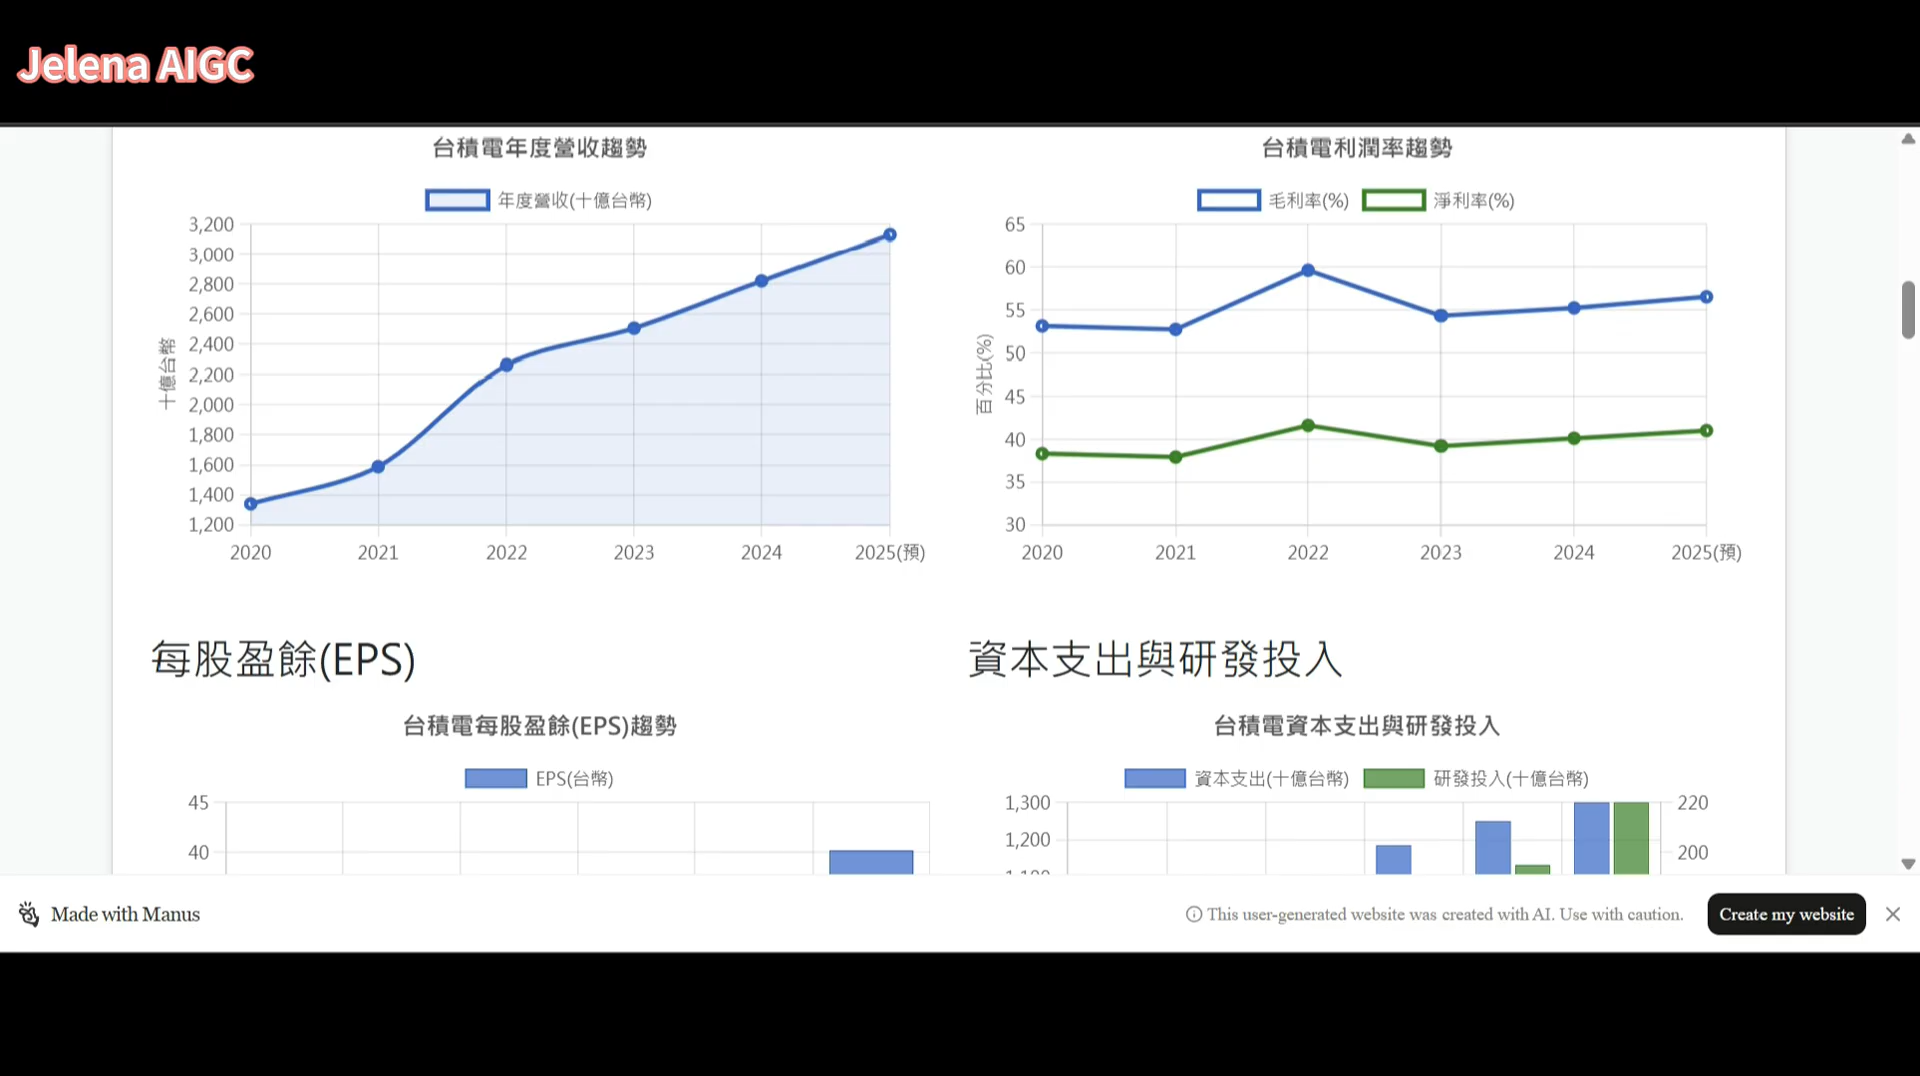 Jelena AIGC
台積電年度營收趨勢
年度營收(十億台幣)
3,200
3,000
2,800
2,600
2,400
2,200
2,000
1,800
1,600
1,400
1,200
十億台幣
2020 2021 2022 2023 2024 2025(預)
台積電利潤率趨勢
毛利率(%) 淨利率(%)
65
60
55
50
45
40
35
30
百分比(%)
2020 2021 2022 2023 2024 2025(預)
每股盈餘(EPS)
台積電每股盈餘(EPS)趨勢
EPS(台幣)
45
40
資本支出與研發投入
台積電資本支出與研發投入
資本支出(十億台幣) 研發投入(十億台幣)
1,300
1,200
220
200
Made with Manus
This user-generated website was created with AI. Use with caution.
Create my website